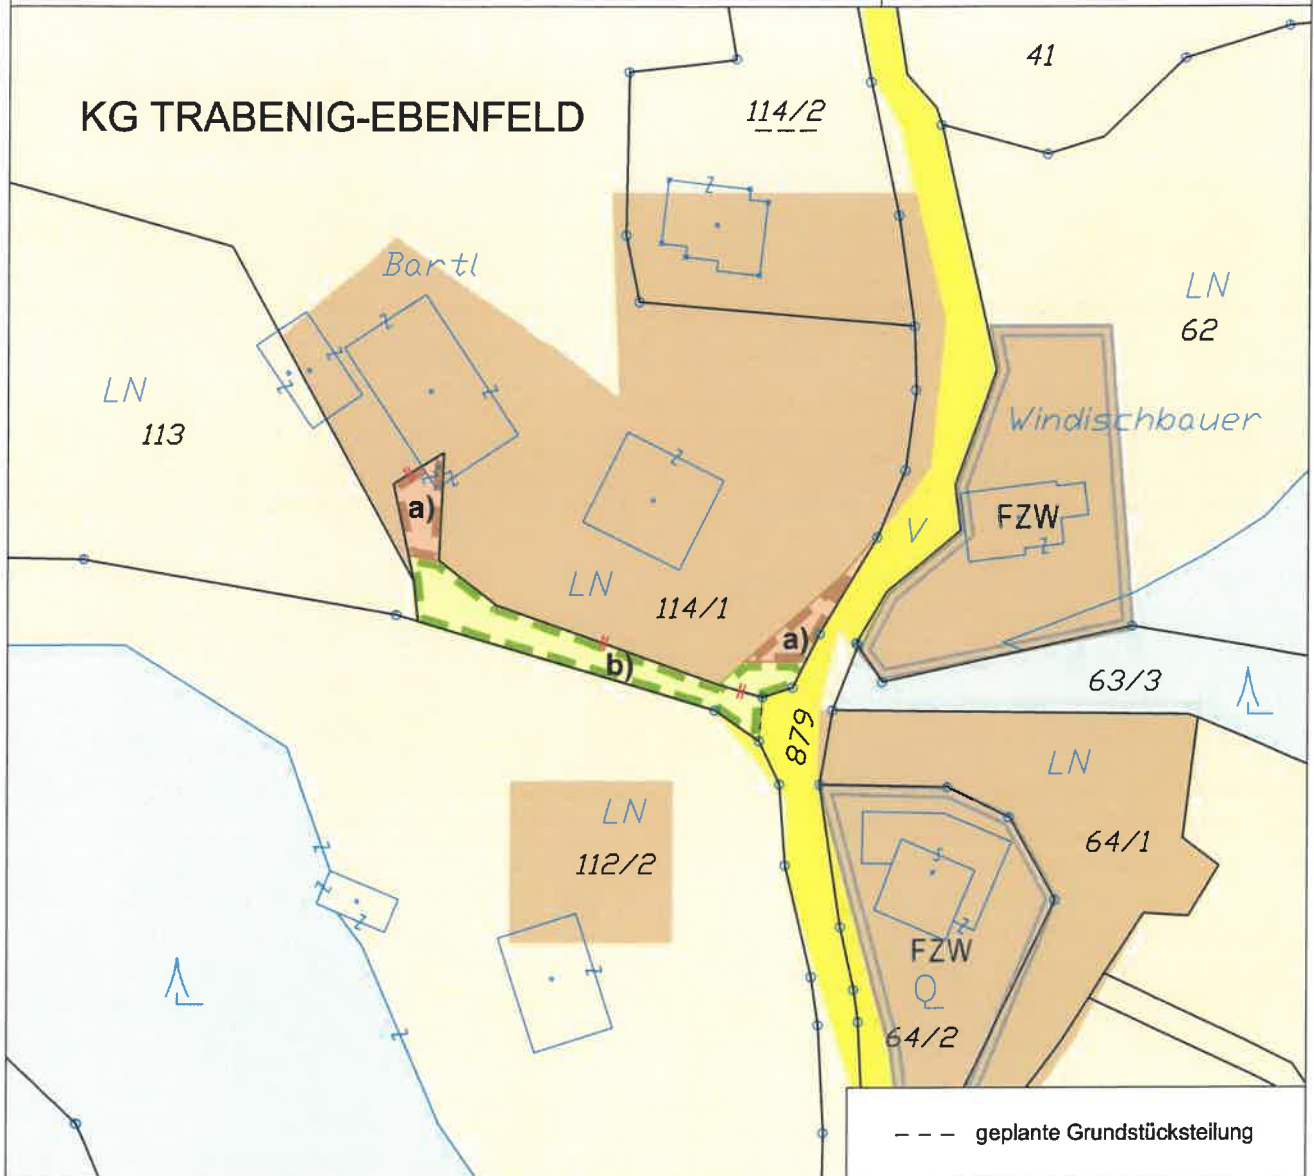 41
114/2
KG TRABENIG-EBENFELD
Bartl
LN
62
LN
113
Windischbauer
a)
FZW
V
LN
114/1
a)
b)
63/3
879
LN
LN
112/2
64/1
FZW
Q
64/2
geplante Grundstücksteilung